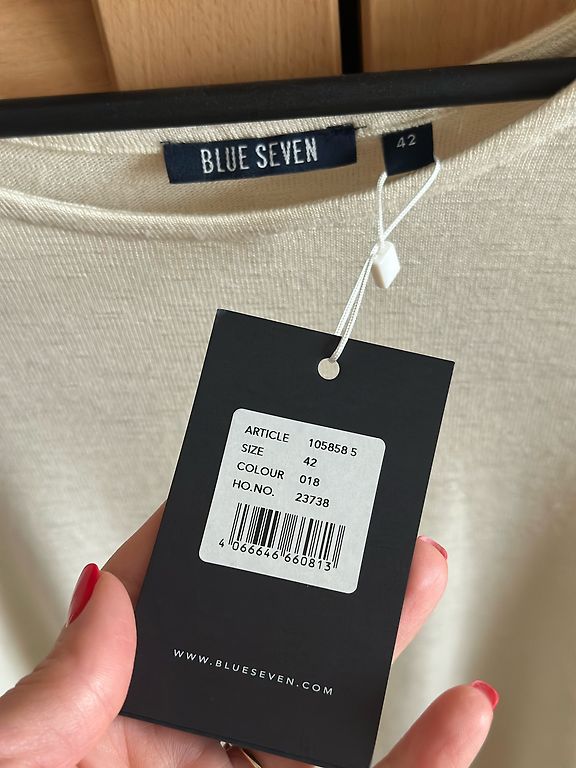 BLUE SEVEN
42
ARTICLE 105858 5
SIZE 42
COLOUR 018
HO.NO. 23738
4 066646 660813
WWW.BLUESEVEN.COM